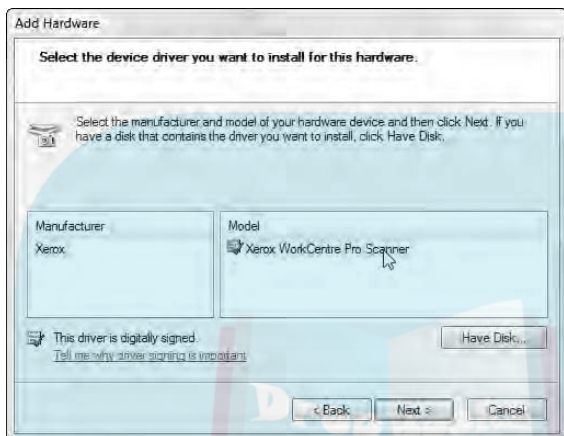 Add Hardware
Select the device driver you want to install for this hardware.
Select the manufacturer and model of your hardware device and then click Next. If you
have a disk that contains the driver you want to install, click Have Disk.
Manufacturer
Xerox
Model
Xerox WorkCentre Pro Scanner
This driver is digitally signed.
Tell me why driver signing is important
Have Disk...
< Back
Next >
Cancel